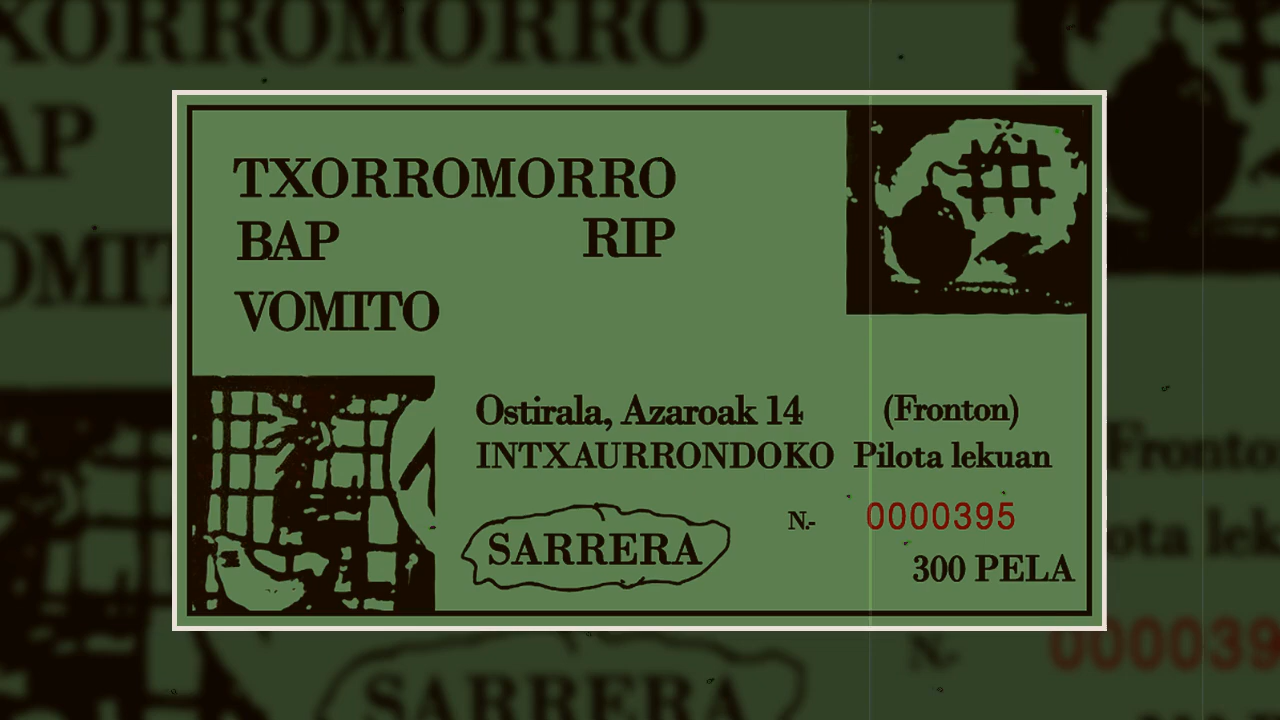 TXORROMORRO
BAP RIP
VOMITO
Ostirala, Azaroak 14 (Fronton)
INTXAURRONDOKO Pilota lekuan
N.- 0000395
SARRERA
300 PELA